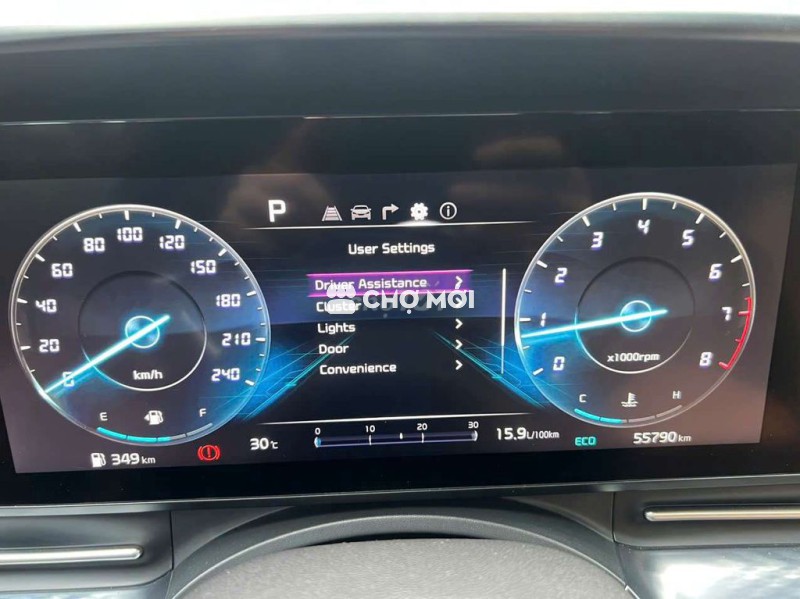 P
User Settings
Driver Assistance
Cluster
Lights
Door
Convenience
CHỢ MỚI
0
20
40
60
80
100
120
150
180
210
240
km/h
E
F
0
1
2
3
4
5
6
7
8
x1000rpm
C
H
349 km
30°C
0 10 20 30
15.9L/100km
ECO
55790 km